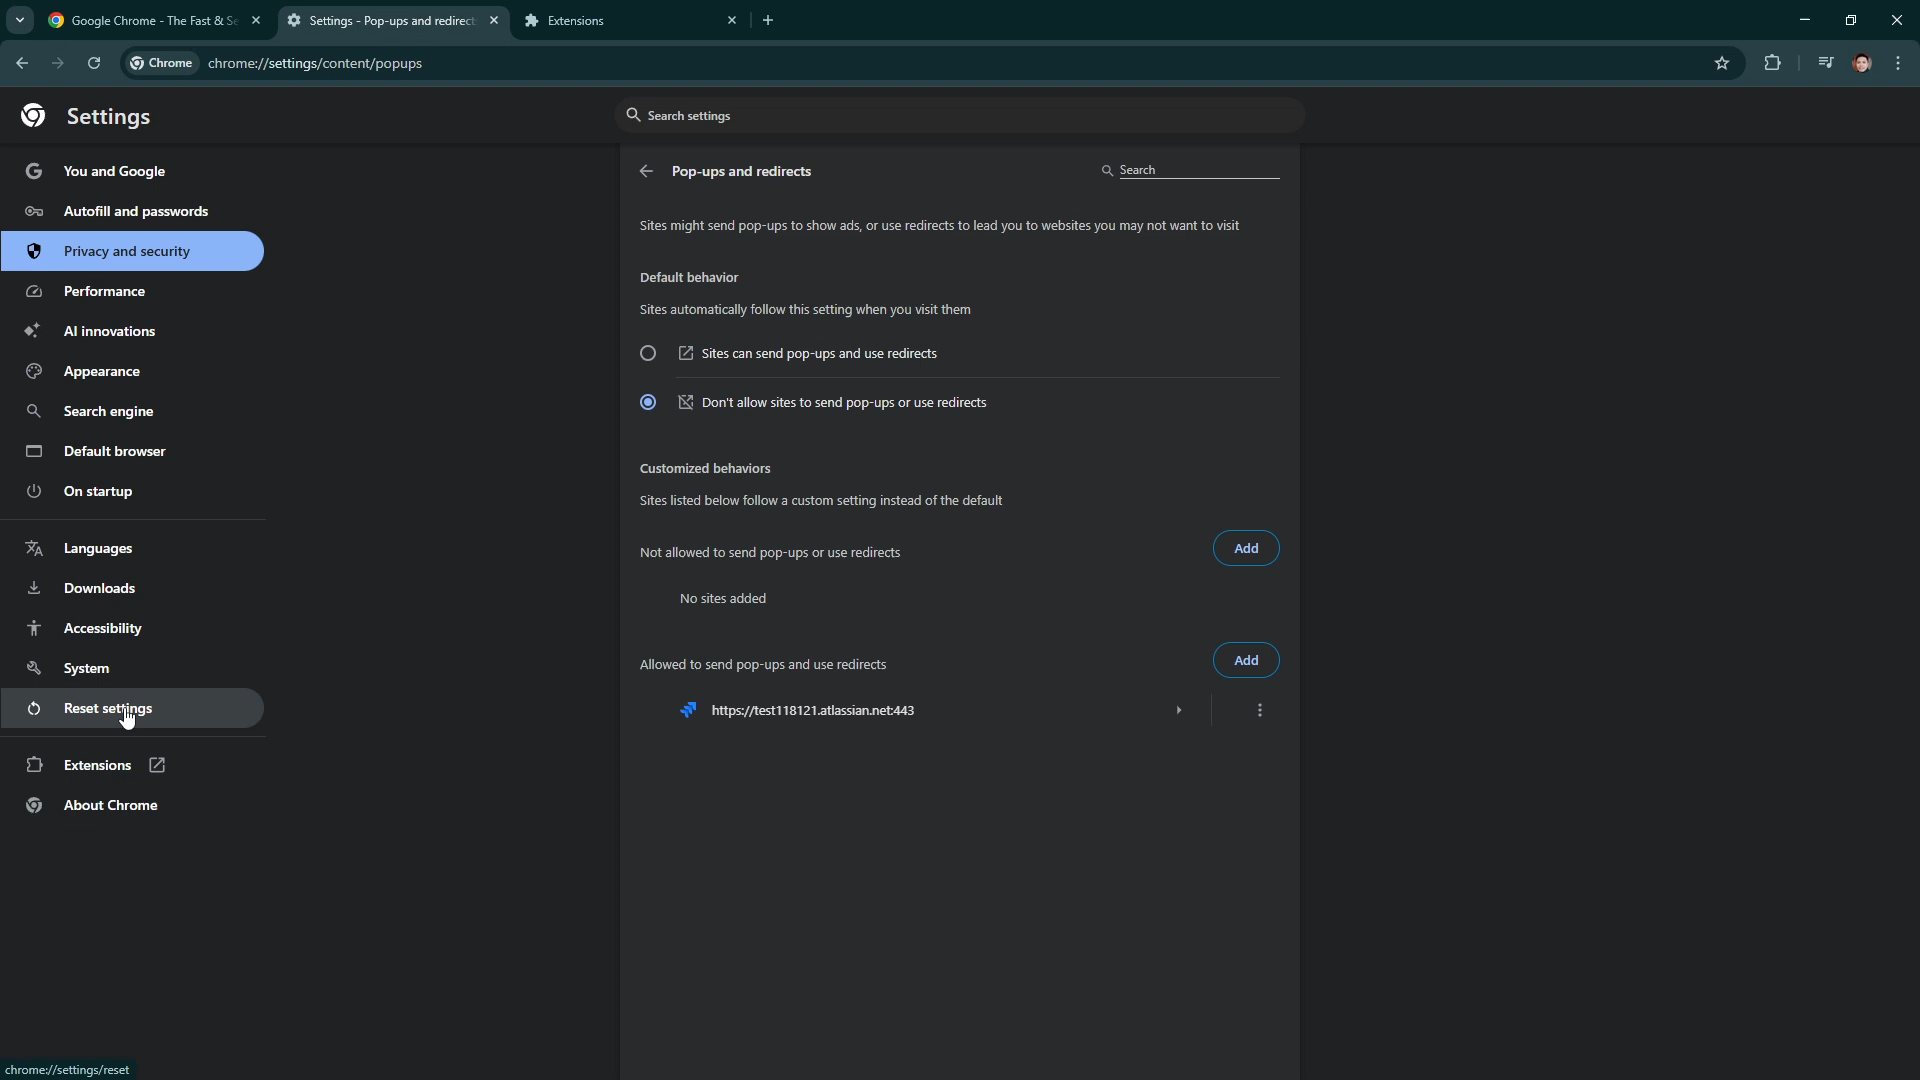 Google Chrome - The Fast & Se
Settings - Pop-ups and redirect
Extensions
Chrome
chrome://settings/content/popups
Settings
Search settings
You and Google
Autofill and passwords
Privacy and security
Performance
AI innovations
Appearance
Search engine
Default browser
On startup
Languages
Downloads
Accessibility
System
Reset settings
Extensions
About Chrome
Pop-ups and redirects
Search
Sites might send pop-ups to show ads, or use redirects to lead you to websites you may not want to visit
Default behavior
Sites automatically follow this setting when you visit them
Sites can send pop-ups and use redirects
Don't allow sites to send pop-ups or use redirects
Customized behaviors
Sites listed below follow a custom setting instead of the default
Not allowed to send pop-ups or use redirects
Add
No sites added
Allowed to send pop-ups and use redirects
Add
https://test118121.atlassian.net:443
chrome://settings/reset